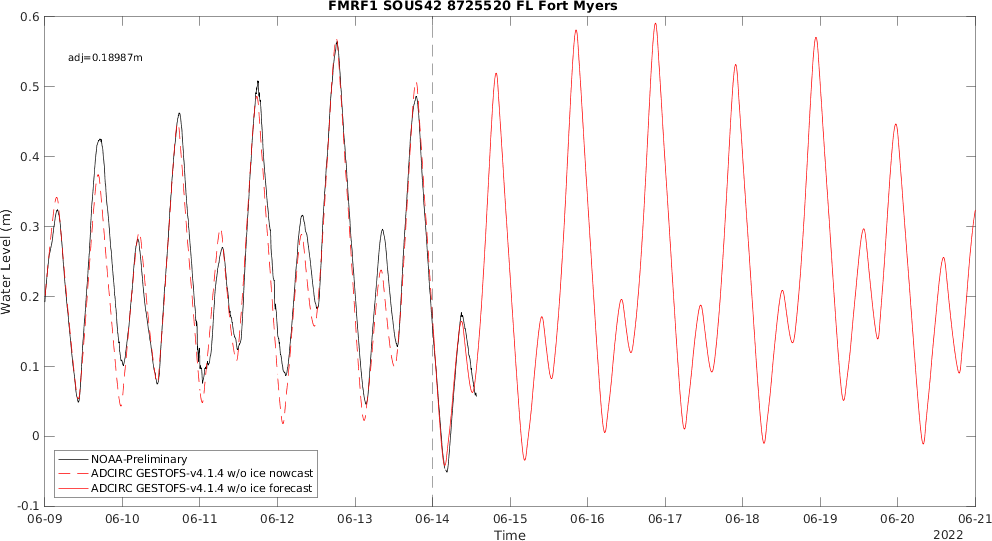 FMRF1 SOUS42 8725520 FL Fort Myers
adj=0.18987m
0.6
0.5
0.4
0.3
0.2
0.1
0
-0.1
Water Level (m)
NOAA-Preliminary
ADCIRC GESTOFS-v4.1.4 w/o ice nowcast
ADCIRC GESTOFS-v4.1.4 w/o ice forecast
06-09 06-10 06-11 06-12 06-13 06-14 06-15 06-16 06-17 06-18 06-19 06-20 06-21
Time
2022